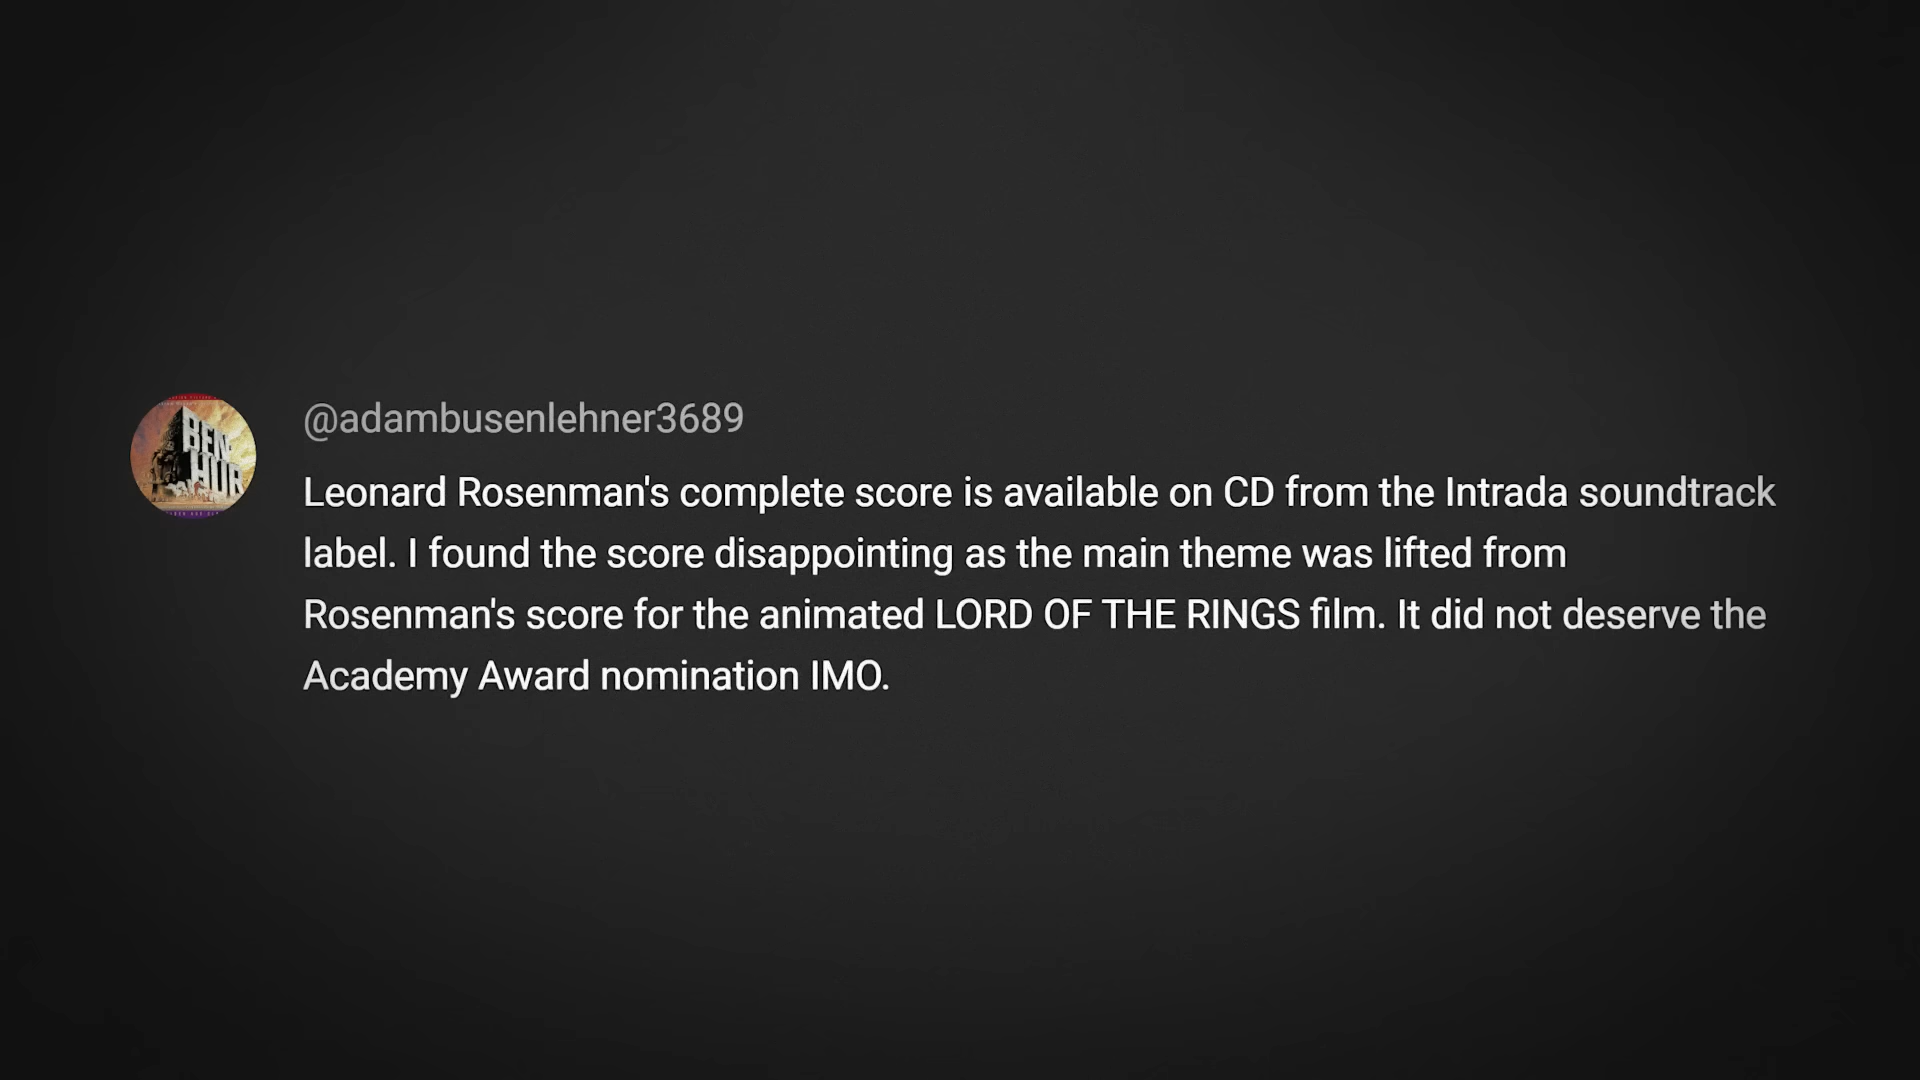 BEN-
HUR
@adambusenlehner3689
Leonard Rosenman's complete score is available on CD from the Intrada soundtrack
label. I found the score disappointing as the main theme was lifted from
Rosenman's score for the animated LORD OF THE RINGS film. It did not deserve the
Academy Award nomination IMO.